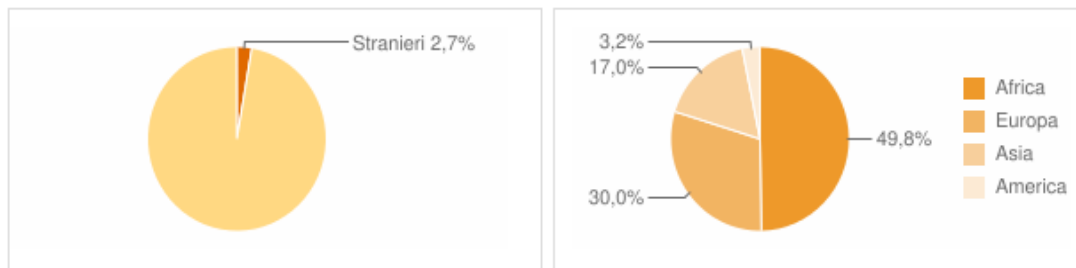 Stranieri 2,7%
3,2%
17,0%
30,0%
49,8%
Africa
Europa
Asia
America